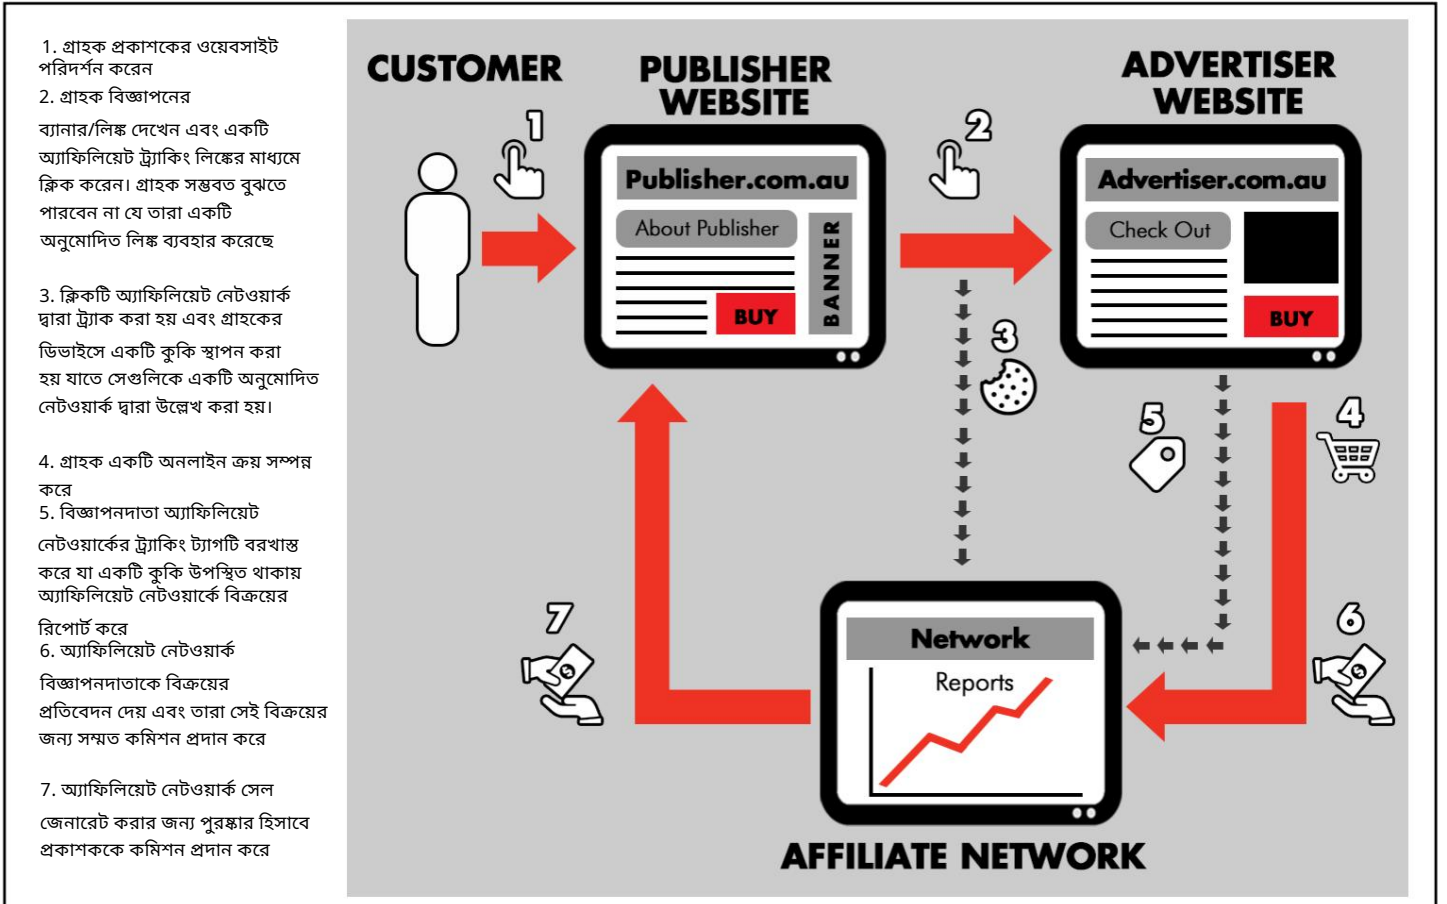 1. গ্রাহক প্রকাশকের ওয়েবসাইট
পরিদর্শন করেন
2. গ্রাহক বিজ্ঞাপনের
ব্যানার/লিঙ্ক দেখেন এবং একটি
অ্যাফিলিয়েট ট্র্যাকিং লিঙ্কের মাধ্যমে
ক্লিক করেন। গ্রাহক সম্ভবত বুঝতে
পারবেন না যে তারা একটি
অনুমোদিত লিঙ্ক ব্যবহার করেছে
3. ক্লিকটি অ্যাফিলিয়েট নেটওয়ার্ক
দ্বারা ট্র্যাক করা হয় এবং গ্রাহকের
ডিভাইসে একটি কুকি স্থাপন করা
হয় যাতে সেগুলিকে একটি অনুমোদিত
নেটওয়ার্ক দ্বারা উল্লেখ করা হয়।
4. গ্রাহক একটি অনলাইন ক্রয় সম্পন্ন
করে
5. বিজ্ঞাপনদাতা অ্যাফিলিয়েট
নেটওয়ার্কের ট্র্যাকিং ট্যাগটি বরখাস্ত
করে যা একটি কুকি উপস্থিত থাকায়
অ্যাফিলিয়েট নেটওয়ার্কে বিক্রয়ের
রিপোর্ট করে
6. অ্যাফিলিয়েট নেটওয়ার্ক
বিজ্ঞাপনদাতাকে বিক্রয়ের
প্রতিবেদন দেয় এবং তারা সেই বিক্রয়ের
জন্য সম্মত কমিশন প্রদান করে
7. অ্যাফিলিয়েট নেটওয়ার্ক সেল
জেনারেট করার জন্য পুরষ্কার হিসাবে
প্রকাশককে কমিশন প্রদান করে
CUSTOMER
PUBLISHER
WEBSITE
ADVERTISER
WEBSITE
1
2
Publisher.com.au
About Publisher
BANNER
BUY
Advertiser.com.au
Check Out
BUY
3
5
4
7
6
Network
Reports
$
$
AFFILIATE NETWORK